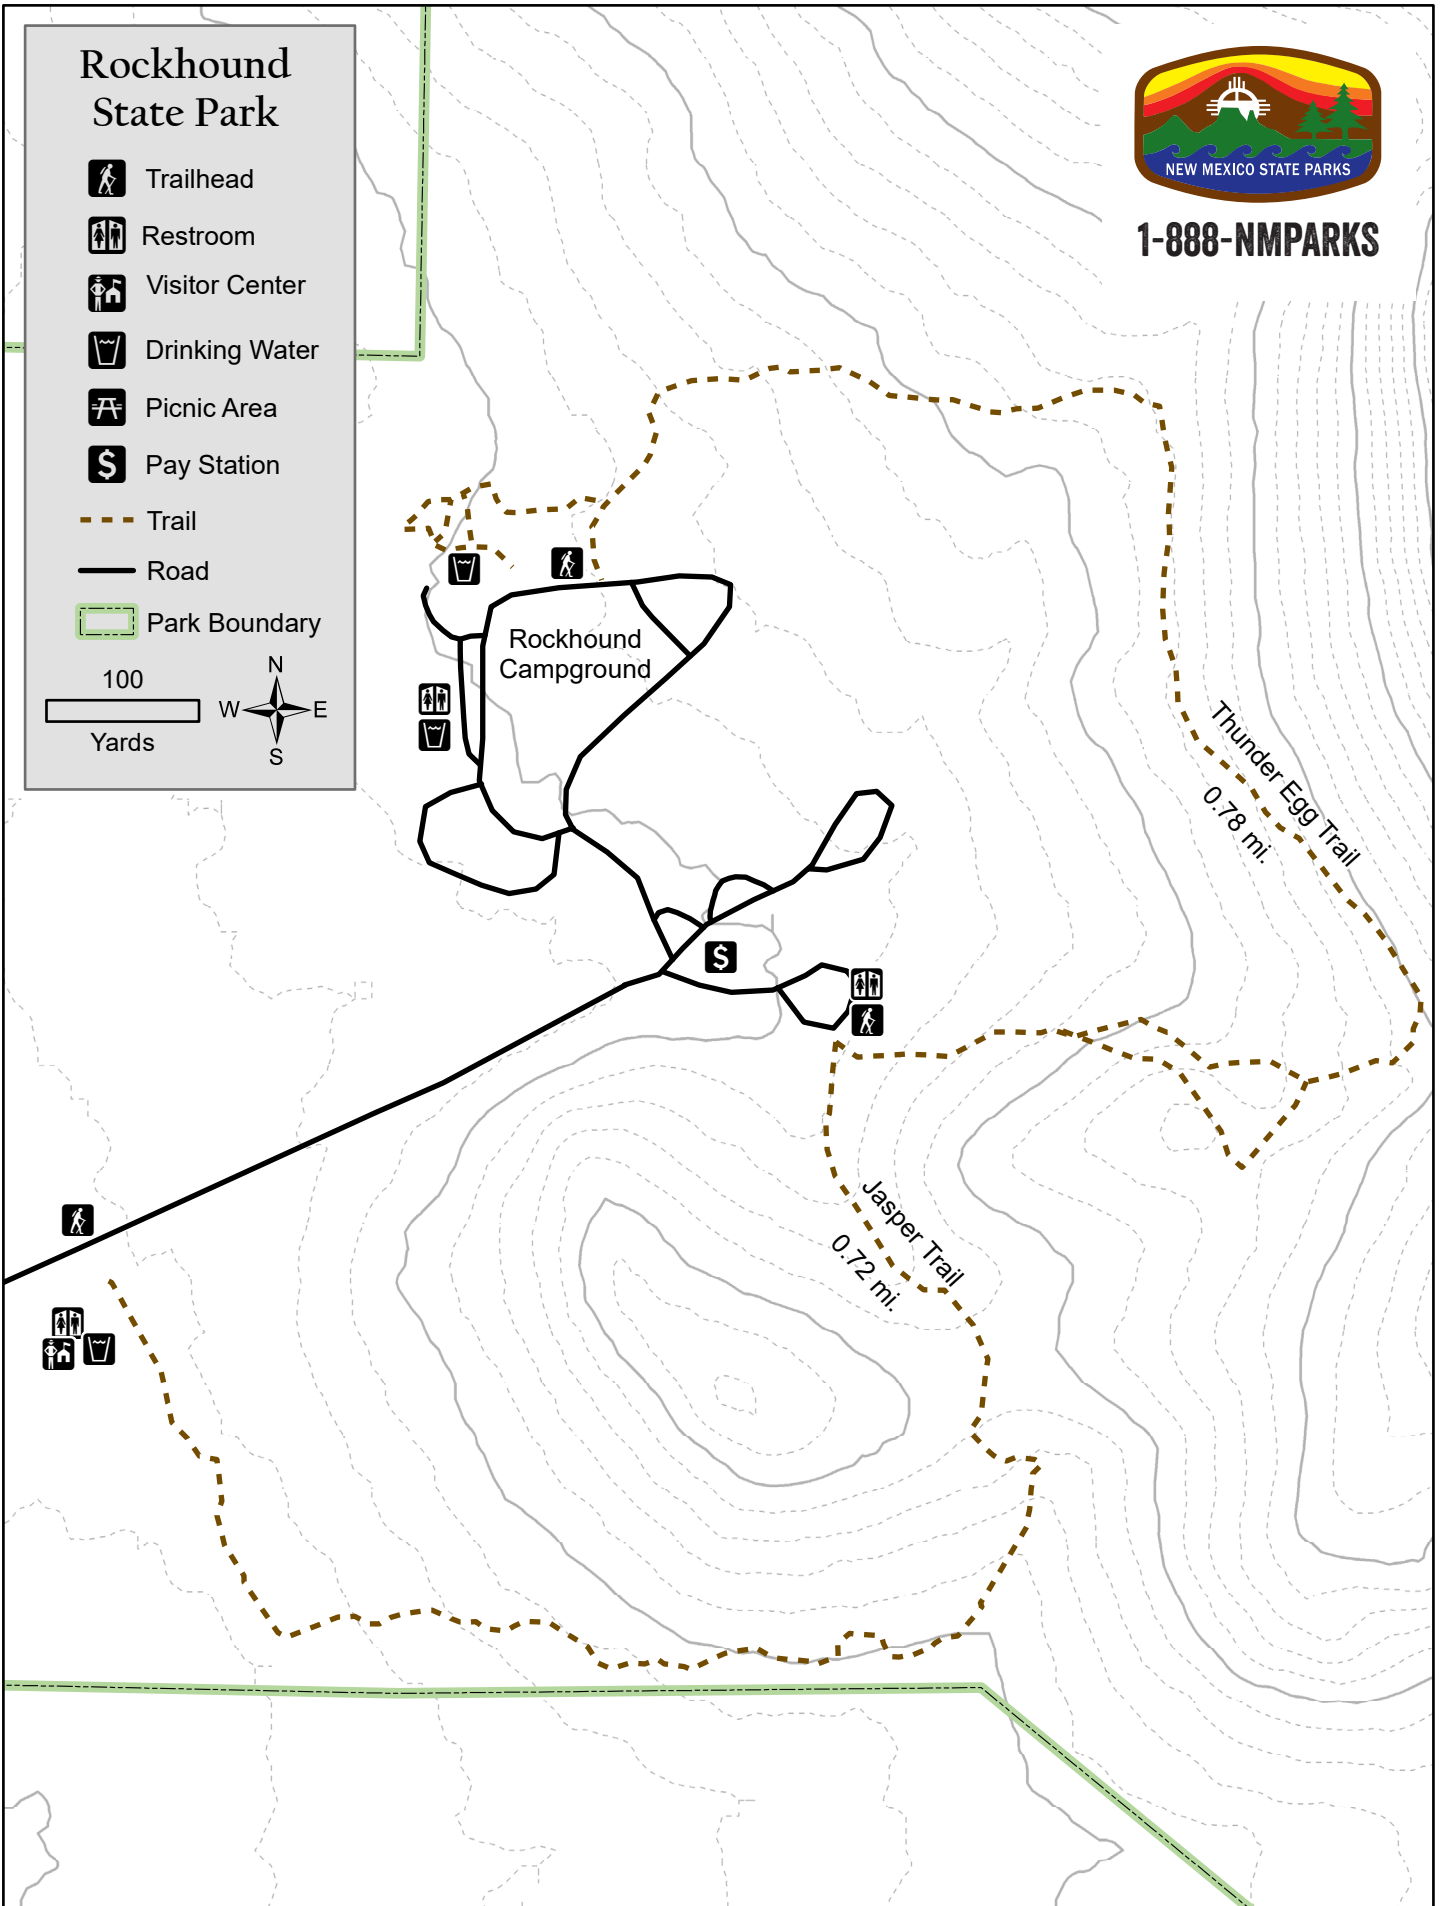 Rockhound
State Park
Trailhead
Restroom
Visitor Center
Drinking Water
Picnic Area
$ Pay Station
Trail
Road
Park Boundary
100
Yards
N
W E
S
NEW MEXICO STATE PARKS
1-888-NMPARKS
Rockhound
Campground
Thunder Egg Trail
0.78 mi.
$
Jasper Trail
0.72 mi.